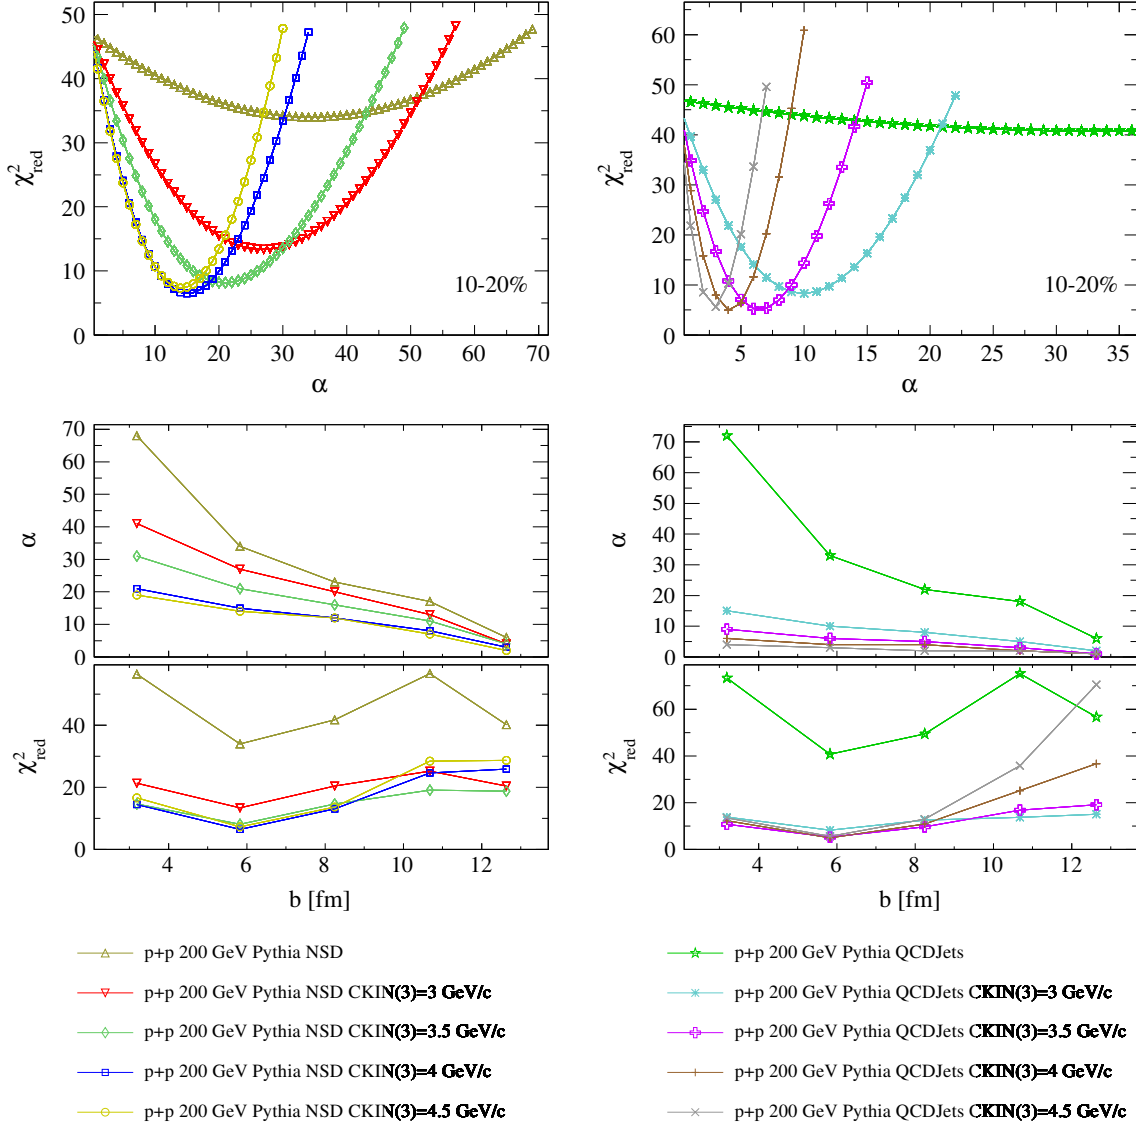 50
40
30
20
10
0
χ²red
10-20%
10 20 30 40 50 60 70
α
60
50
40
30
20
10
0
χ²red
10-20%
5 10 15 20 25 30 35
α
70
60
50
40
30
20
10
0
α
40
20
0
χ²red
4 6 8 10 12
b [fm]
70
60
50
40
30
20
10
0
α
60
40
20
0
χ²red
4 6 8 10 12
b [fm]
p+p 200 GeV Pythia NSD
p+p 200 GeV Pythia NSD CKIN(3)=3 GeV/c
p+p 200 GeV Pythia NSD CKIN(3)=3.5 GeV/c
p+p 200 GeV Pythia NSD CKIN(3)=4 GeV/c
p+p 200 GeV Pythia NSD CKIN(3)=4.5 GeV/c
p+p 200 GeV Pythia QCDJets
p+p 200 GeV Pythia QCDJets CKIN(3)=3 GeV/c
p+p 200 GeV Pythia QCDJets CKIN(3)=3.5 GeV/c
p+p 200 GeV Pythia QCDJets CKIN(3)=4 GeV/c
p+p 200 GeV Pythia QCDJets CKIN(3)=4.5 GeV/c